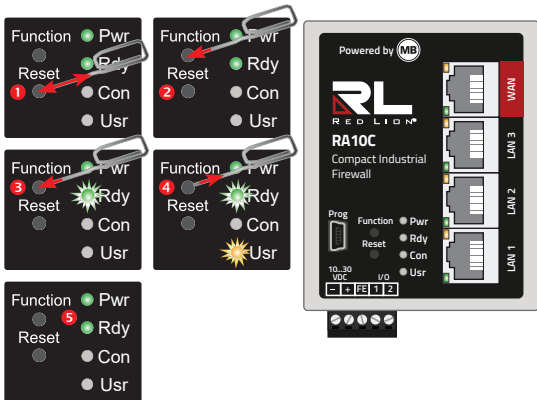 Function Pwr
Rdy
Reset
1
Con
Usr
Function Pwr
Rdy
Reset
2
Con
Usr
Function Pwr
3
Rdy
Reset
Con
Usr
Function Pwr
4
Rdy
Reset
Con
Usr
Function Pwr
5
Rdy
Reset
Con
Usr
Powered by MB
RL
RED LION®
RA10C
Compact Industrial
Firewall
WAN
LAN 3
LAN 2
LAN 1
Prog Function Pwr
Rdy
Reset
Con
Usr
10...30
VDC I/O
- + FE 1 2